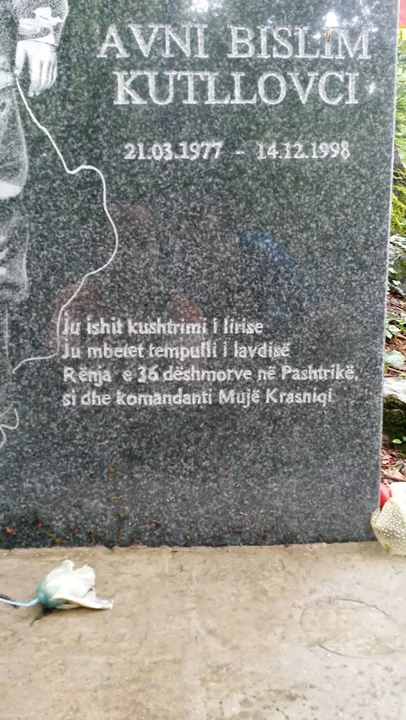 AVNI BISLIM
KUTLLOVCI
21.03.1977 - 14.12.1998
Ju ishit kushtrimi i lirisë
Ju mbetet tempulli i lavdisë
Rënja e 36 dëshmorve në Pashtrikë,
si dhe komandanti Mujë Krasniqi